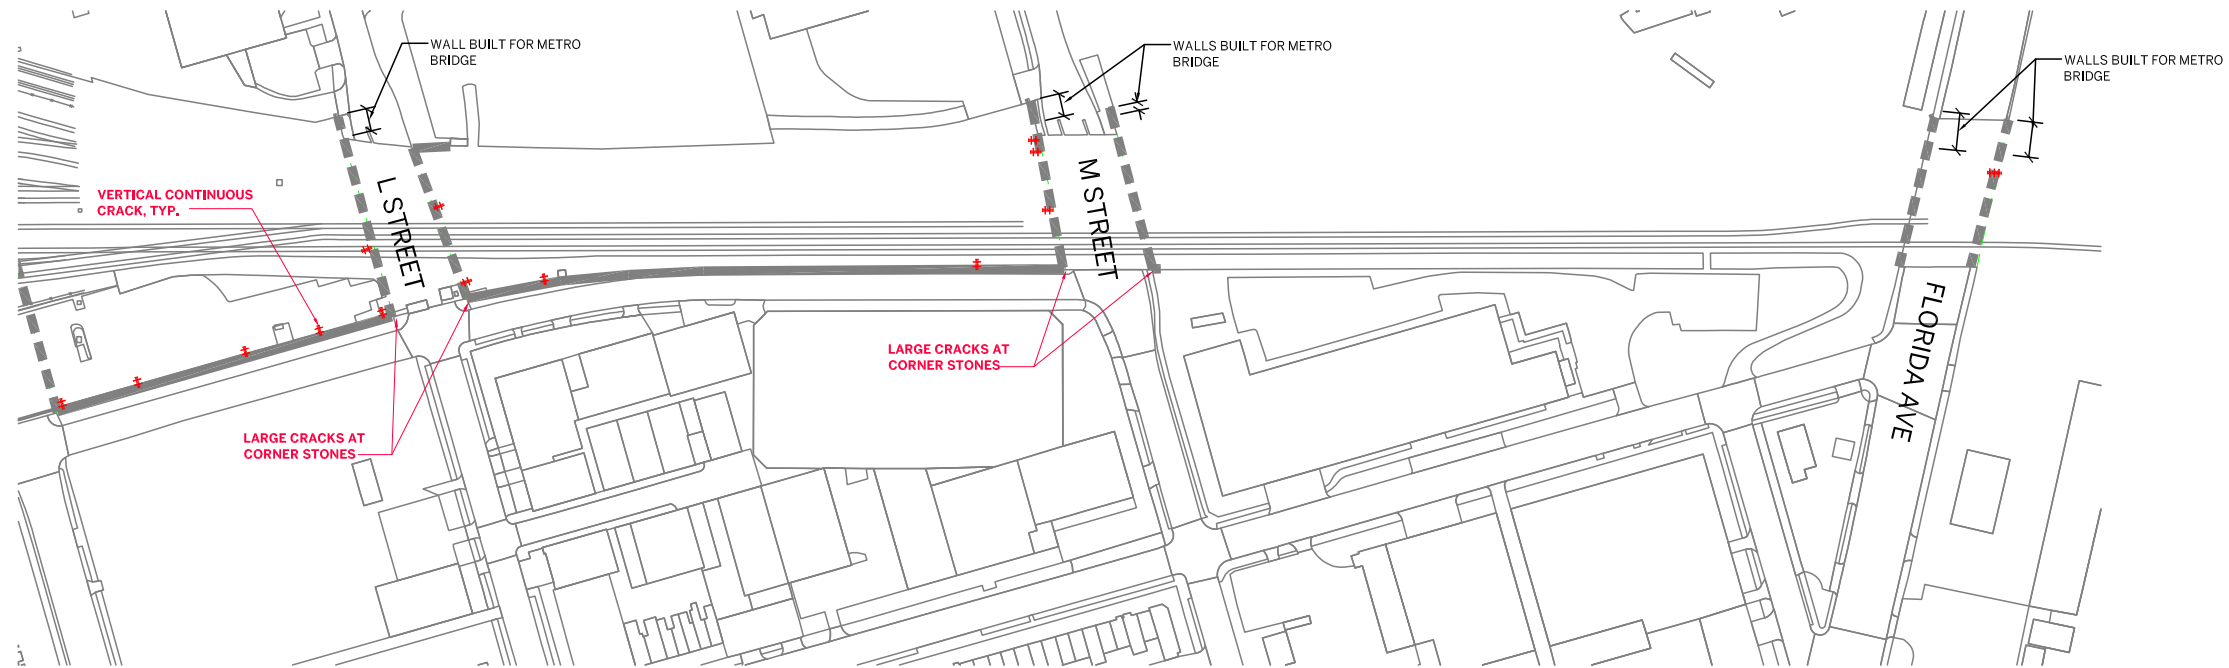 WALL BUILT FOR METRO
BRIDGE
WALLS BUILT FOR METRO
BRIDGE
WALLS BUILT FOR METRO
BRIDGE
VERTICAL CONTINUOUS
CRACK, TYP.
L STREET
M STREET
FLORIDA AVE
LARGE CRACKS AT
CORNER STONES
LARGE CRACKS AT
CORNER STONES